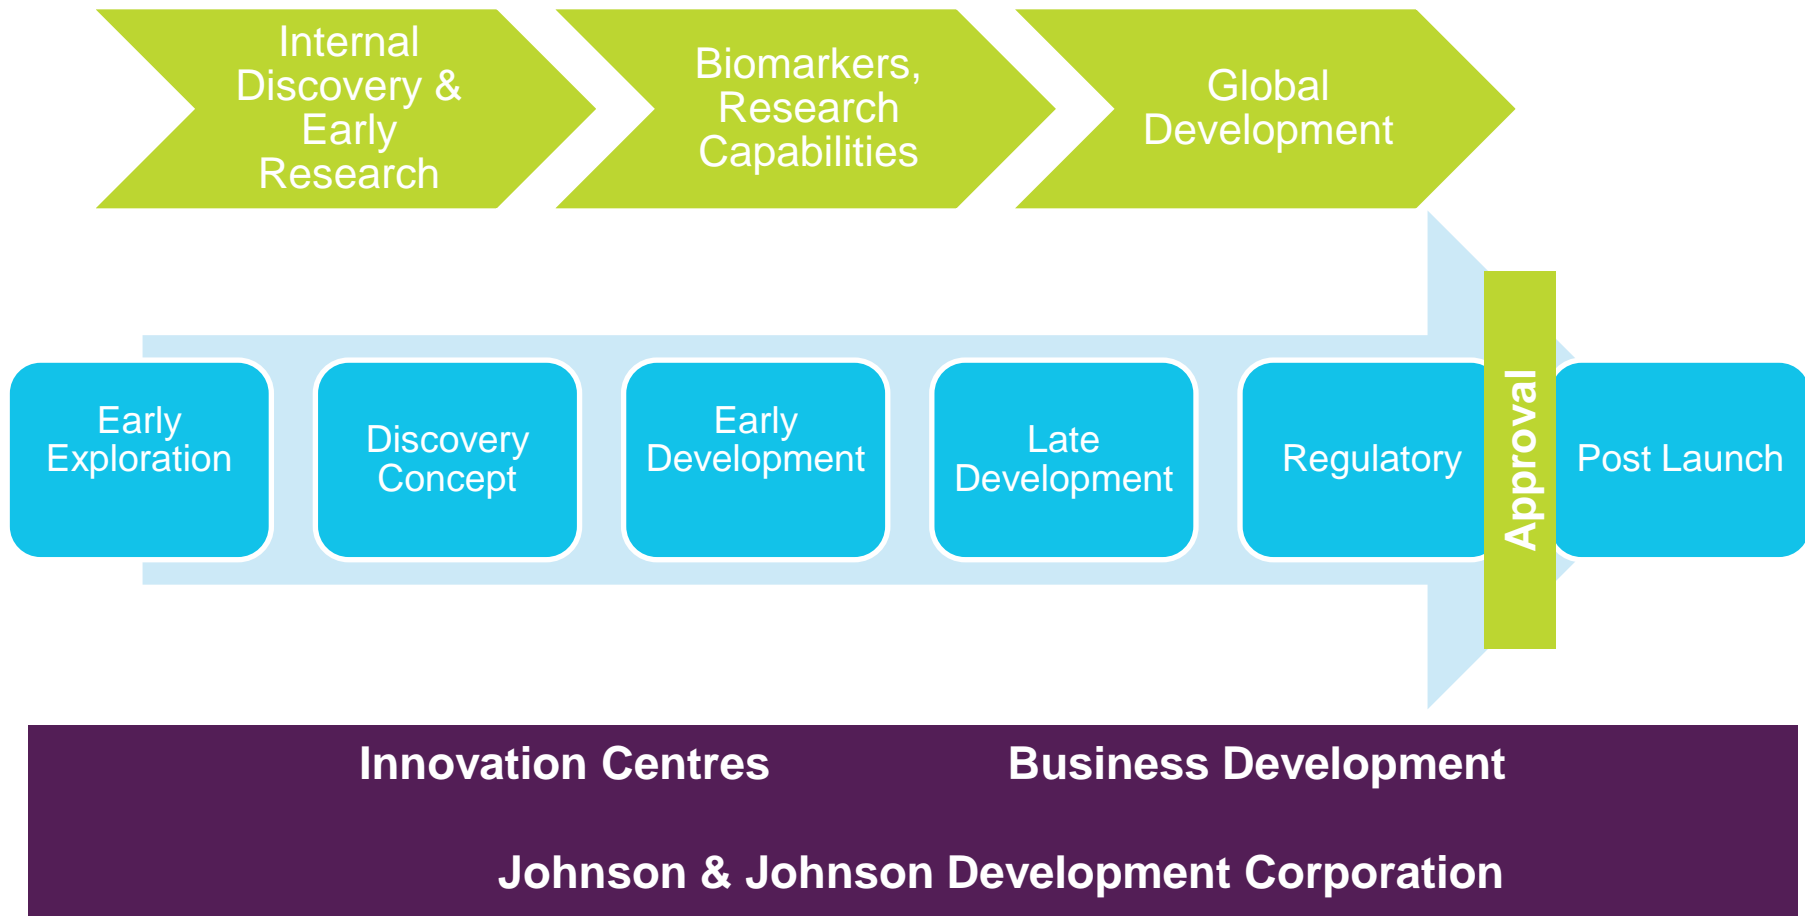 Internal
Discovery &
Early
Research
Biomarkers,
Research
Capabilities
Global
Development
Early
Exploration
Discovery
Concept
Early
Development
Late
Development
Regulatory
Approval
Post Launch
Innovation Centres
Business Development
Johnson & Johnson Development Corporation